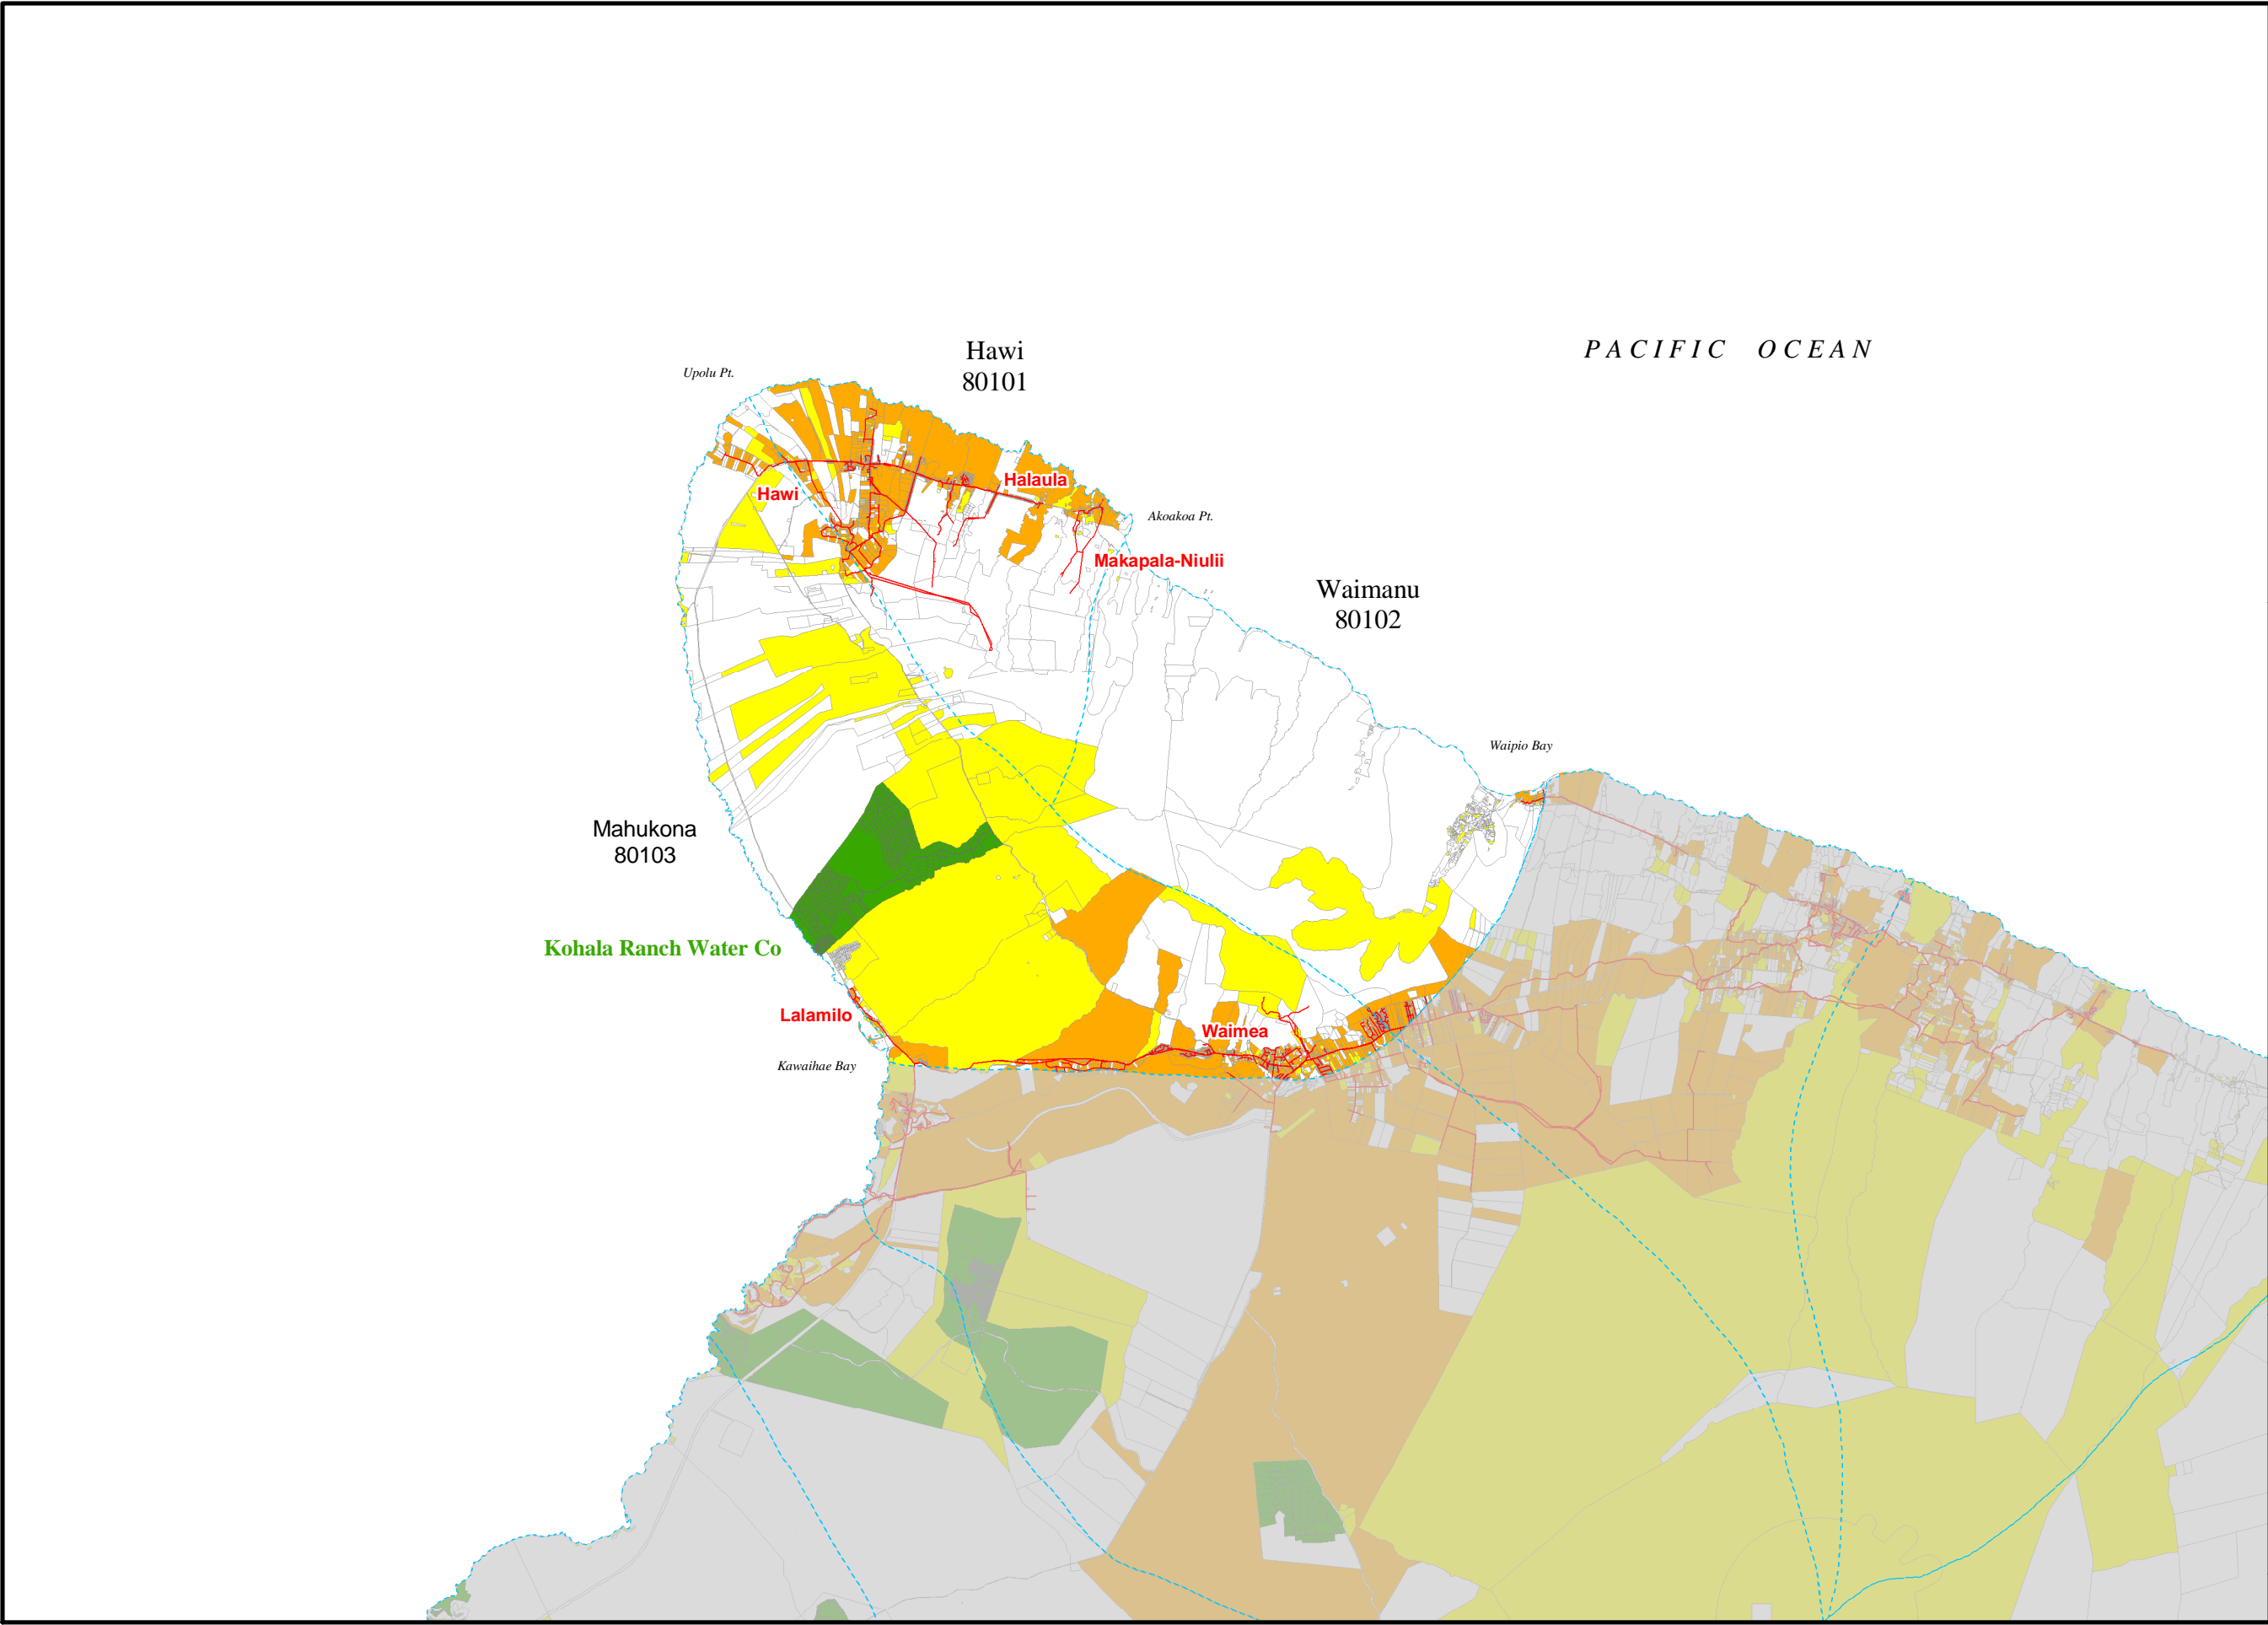 Hawi
80101
PACIFIC OCEAN
Upolu Pt.
Halaula
Hawi
Akoakoa Pt.
Makapala-Niulii
Waimanu
80102
Waipio Bay
Mahukona
80103
Kohala Ranch Water Co
Lalamilo
Waimea
Kawaihae Bay